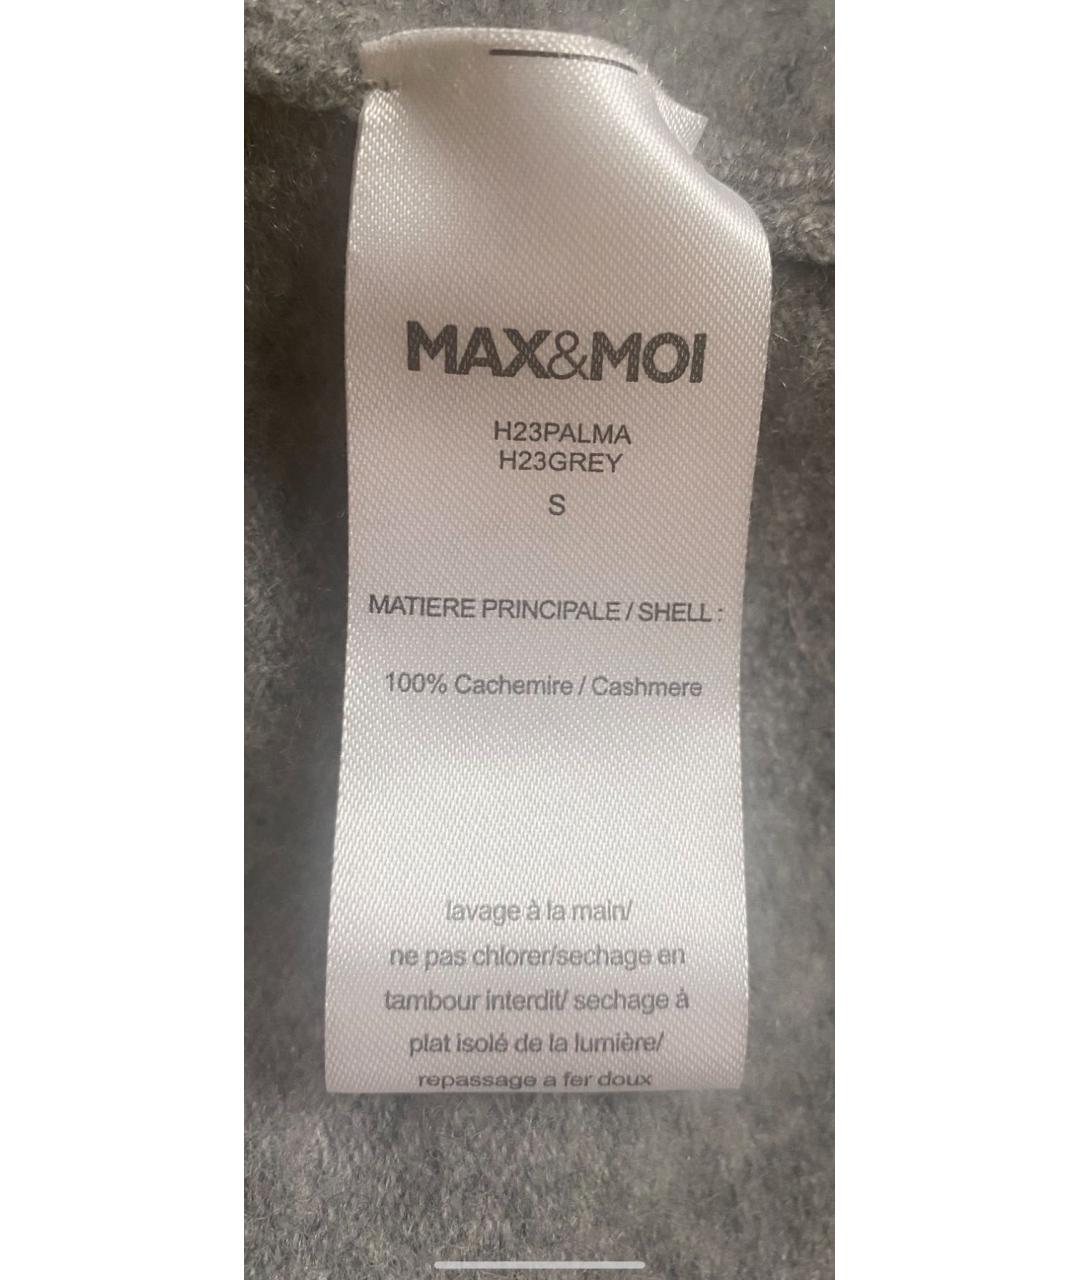 MAX&MOI
H23PALMA
H23GREY
S
MATIERE PRINCIPALE / SHELL :
100% Cachemire / Cashmere
lavage à la main/
ne pas chlorer/sechage en
tambour interdit/ sechage à
plat isolé de la lumière/
repassage a fer doux